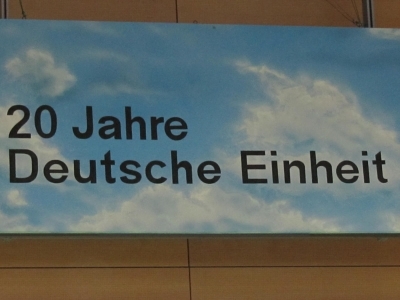 20 Jahre
Deutsche Einheit